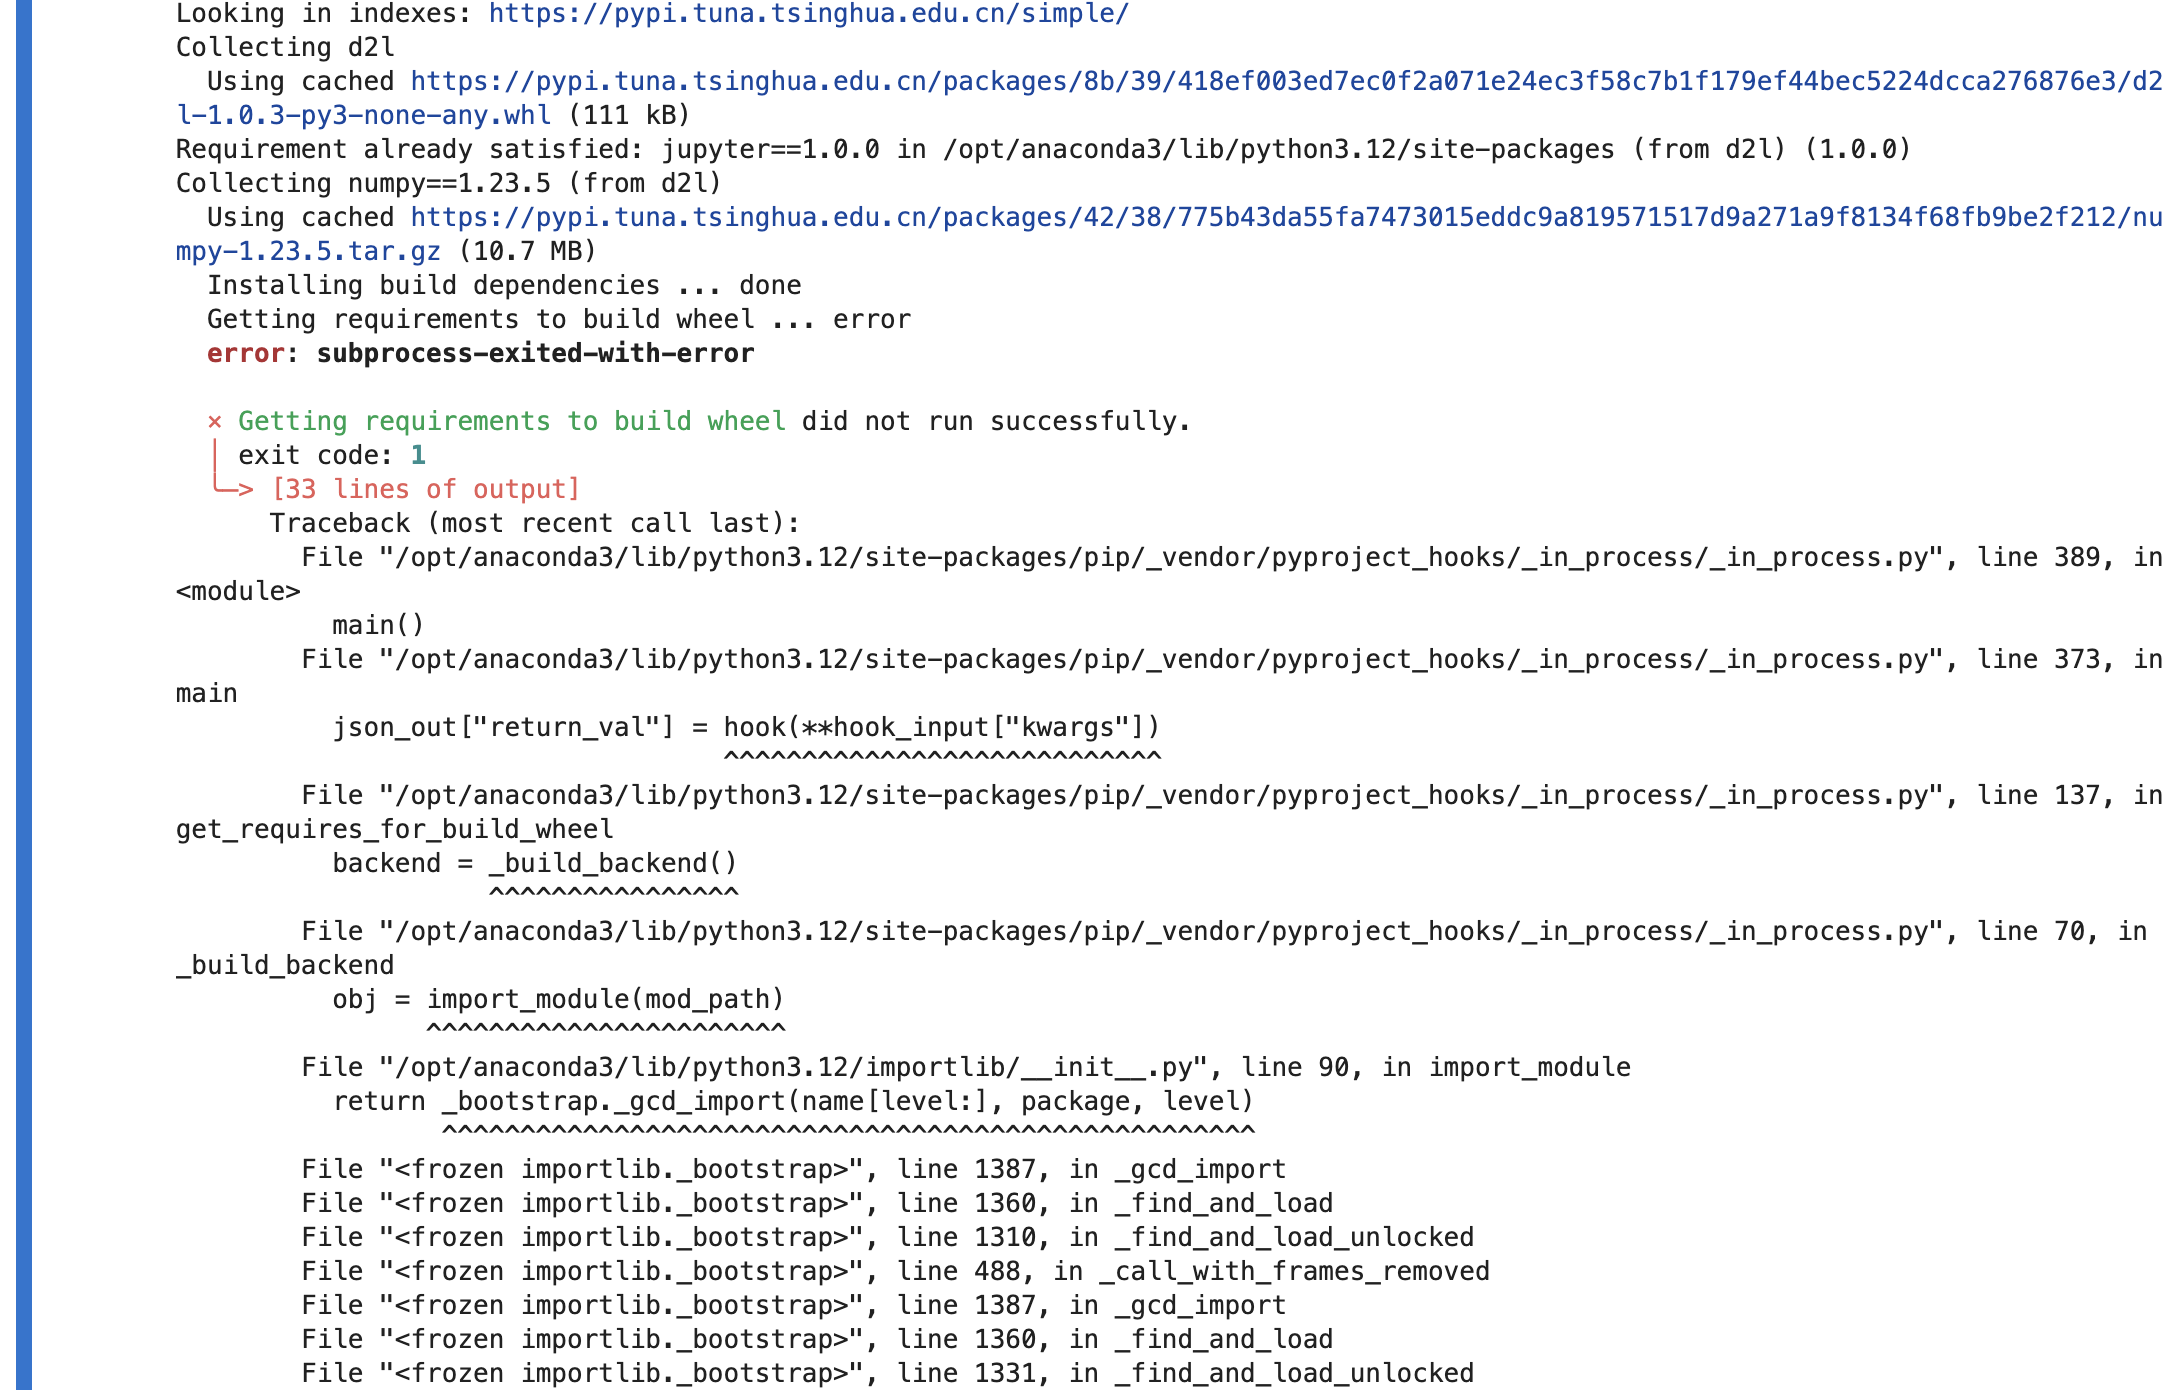 Looking in indexes: https://pypi.tuna.tsinghua.edu.cn/simple/
Collecting d2l
  Using cached https://pypi.tuna.tsinghua.edu.cn/packages/8b/39/418ef003ed7ec0f2a071e24ec3f58c7b1f179ef44bec5224dcca276876e3/d2
l-1.0.3-py3-none-any.whl (111 kB)
Requirement already satisfied: jupyter==1.0.0 in /opt/anaconda3/lib/python3.12/site-packages (from d2l) (1.0.0)
Collecting numpy==1.23.5 (from d2l)
  Using cached https://pypi.tuna.tsinghua.edu.cn/packages/42/38/775b43da55fa7473015eddc9a819571517d9a271a9f8134f68fb9be2f212/nu
mpy-1.23.5.tar.gz (10.7 MB)
  Installing build dependencies ... done
  Getting requirements to build wheel ... error
  error: subprocess-exited-with-error

  × Getting requirements to build wheel did not run successfully.
  │ exit code: 1
  ╰─> [33 lines of output]
      Traceback (most recent call last):
        File "/opt/anaconda3/lib/python3.12/site-packages/pip/_vendor/pyproject_hooks/_in_process/_in_process.py", line 389, in
<module>
          main()
        File "/opt/anaconda3/lib/python3.12/site-packages/pip/_vendor/pyproject_hooks/_in_process/_in_process.py", line 373, in
main
          json_out["return_val"] = hook(**hook_input["kwargs"])
                                   ^^^^^^^^^^^^^^^^^^^^^^^^^^^^
        File "/opt/anaconda3/lib/python3.12/site-packages/pip/_vendor/pyproject_hooks/_in_process/_in_process.py", line 137, in
get_requires_for_build_wheel
          backend = _build_backend()
                    ^^^^^^^^^^^^^^^^
        File "/opt/anaconda3/lib/python3.12/site-packages/pip/_vendor/pyproject_hooks/_in_process/_in_process.py", line 70, in
_build_backend
          obj = import_module(mod_path)
                ^^^^^^^^^^^^^^^^^^^^^^^
        File "/opt/anaconda3/lib/python3.12/importlib/__init__.py", line 90, in import_module
          return _bootstrap._gcd_import(name[level:], package, level)
                 ^^^^^^^^^^^^^^^^^^^^^^^^^^^^^^^^^^^^^^^^^^^^^^^^^^^^
        File "<frozen importlib._bootstrap>", line 1387, in _gcd_import
        File "<frozen importlib._bootstrap>", line 1360, in _find_and_load
        File "<frozen importlib._bootstrap>", line 1310, in _find_and_load_unlocked
        File "<frozen importlib._bootstrap>", line 488, in _call_with_frames_removed
        File "<frozen importlib._bootstrap>", line 1387, in _gcd_import
        File "<frozen importlib._bootstrap>", line 1360, in _find_and_load
        File "<frozen importlib._bootstrap>", line 1331, in _find_and_load_unlocked